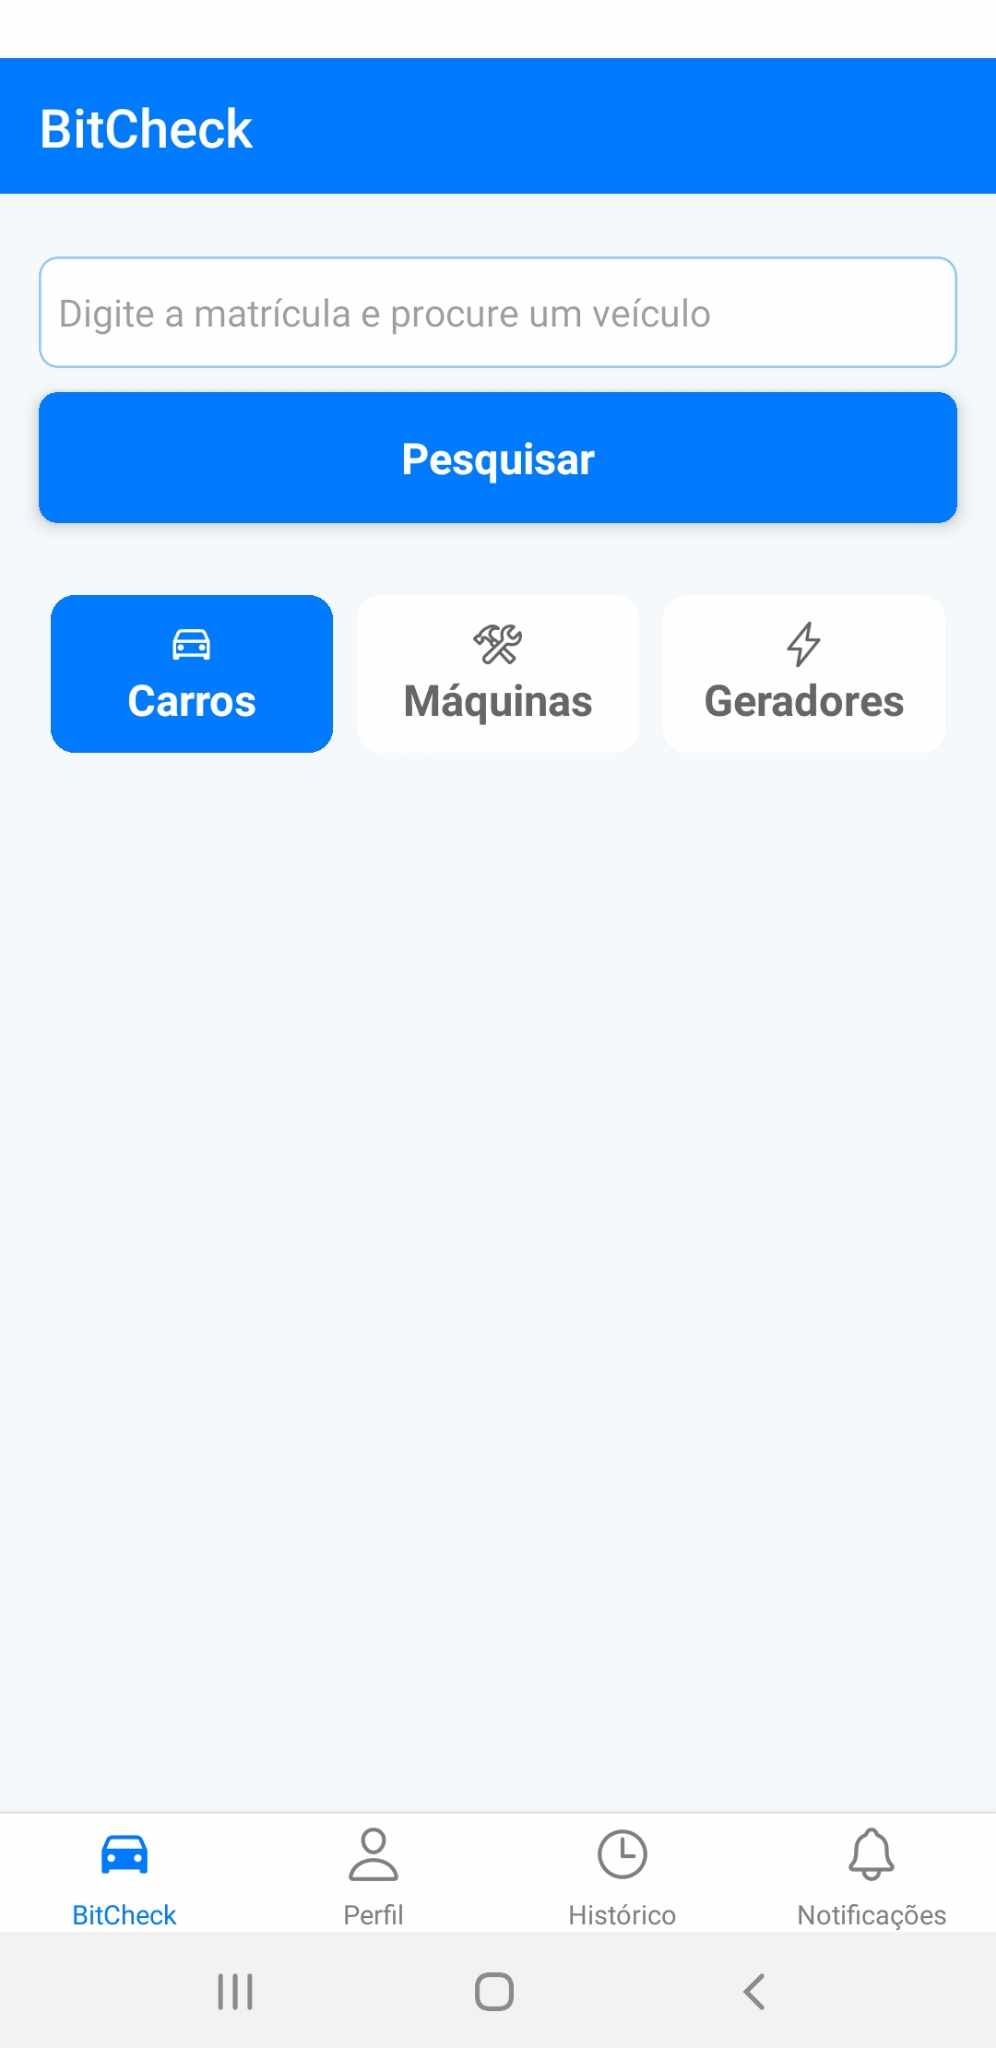 BitCheck
Digite a matrícula e procure um veículo
Pesquisar
Carros
Máquinas
Geradores
BitCheck
Perfil
Histórico
Notificações